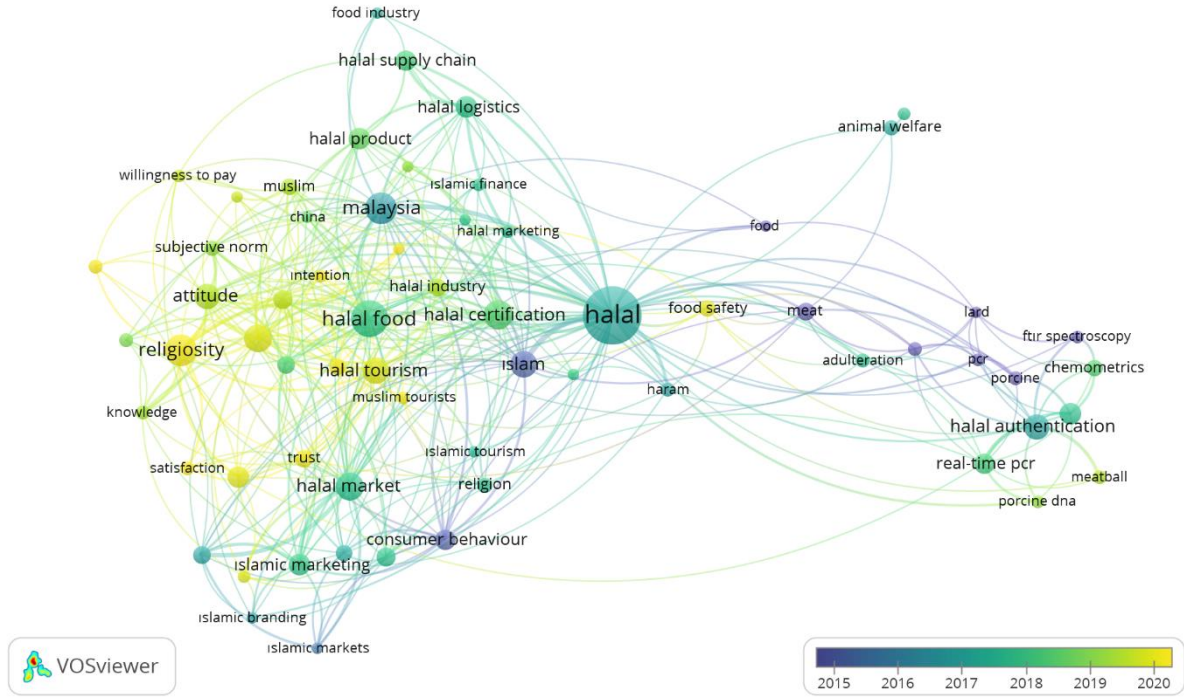 food industry
halal supply chain
halal logistics
animal welfare
halal product
willingness to pay
muslim
ıslamic finance
malaysia
china
food
halal marketing
subjective norm
ıntention
halal industry
attitude
halal food
halal certification
halal
food safety
meat
lard
ftır spectroscopy
religiosity
ıslam
adulteration
pcr
chemometrics
halal tourism
porcine
haram
muslim tourists
knowledge
halal authentication
ıslamic tourism
satisfaction
trust
real-time pcr
halal market
religion
meatball
porcine dna
consumer behaviour
ıslamic marketing
ıslamic branding
ıslamic markets
VOSviewer
2015 2016 2017 2018 2019 2020